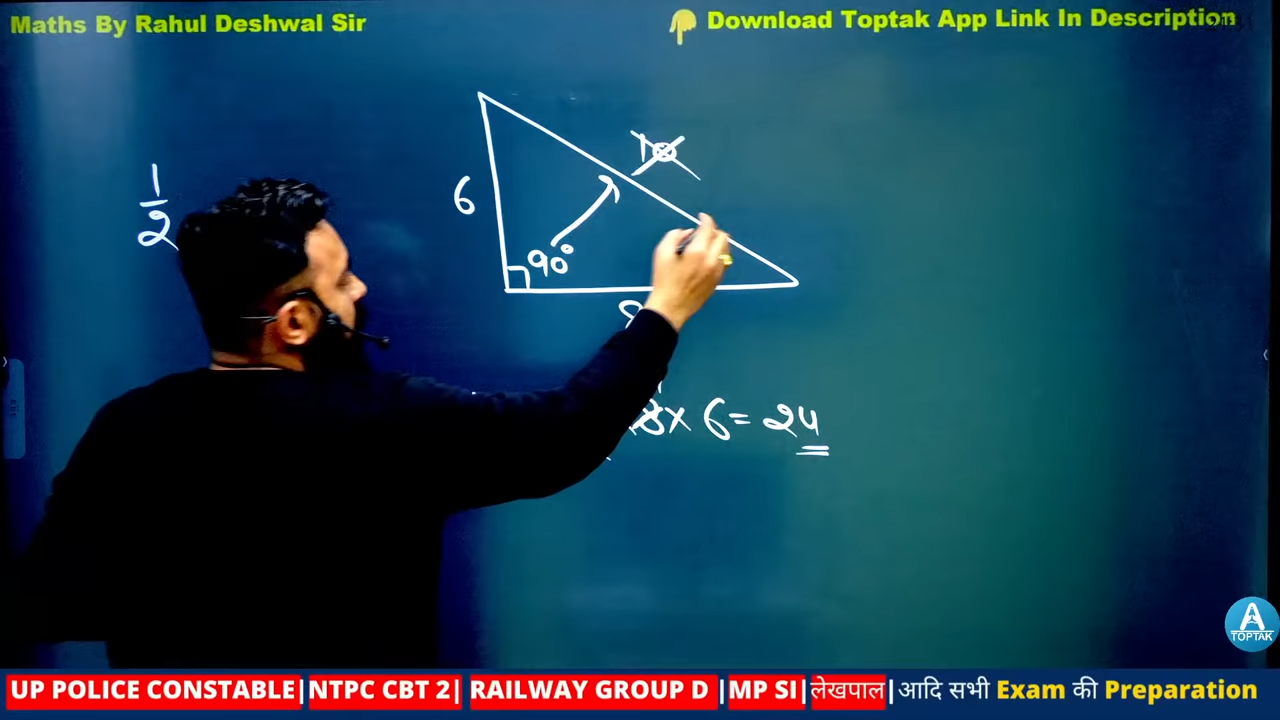 Maths By Rahul Deshwal Sir
Download Toptak App Link In Description
1
2
6
90°
8
8 × 6 = 24
A
TOPTAK
UP POLICE CONSTABLE| NTPC CBT 2| RAILWAY GROUP D |MP SI|लेखपाल|आदि सभी Exam की Preparation